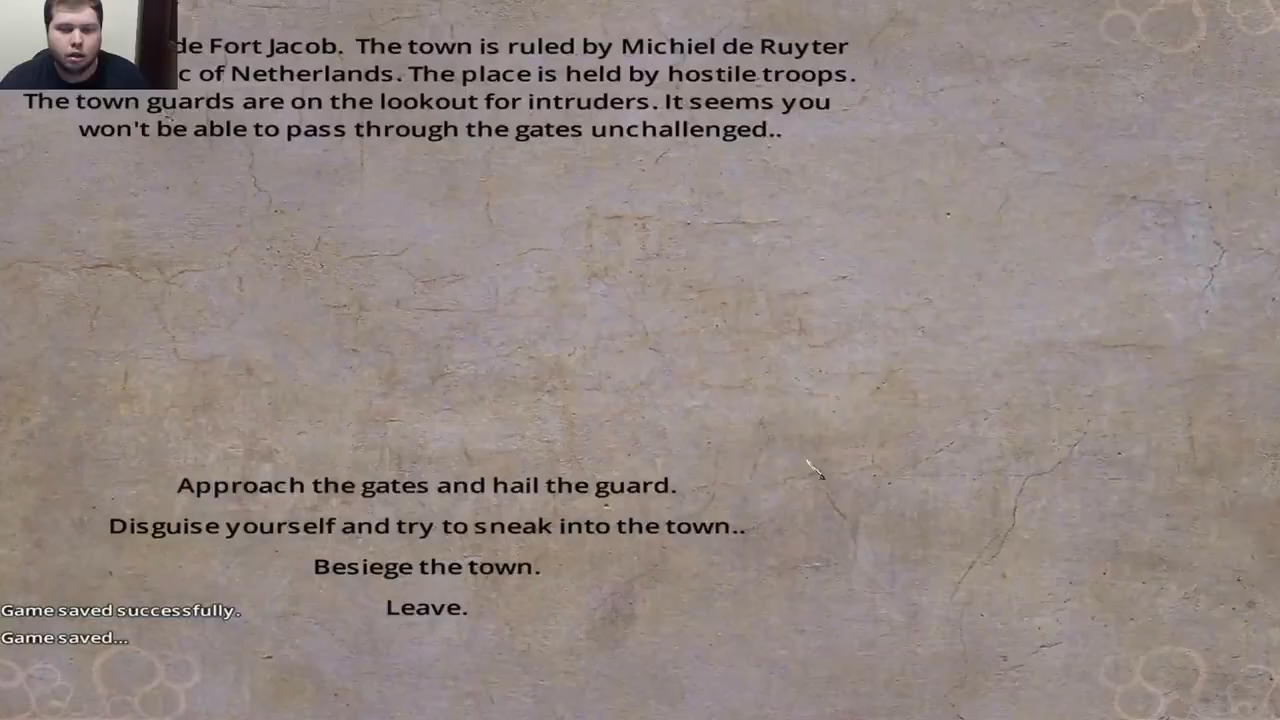 de Fort Jacob. The town is ruled by Michiel de Ruyter
c of Netherlands. The place is held by hostile troops.
The town guards are on the lookout for intruders. It seems you
won't be able to pass through the gates unchallenged..
Approach the gates and hail the guard.
Disguise yourself and try to sneak into the town..
Besiege the town.
Leave.
Game saved successfully.
Game saved...